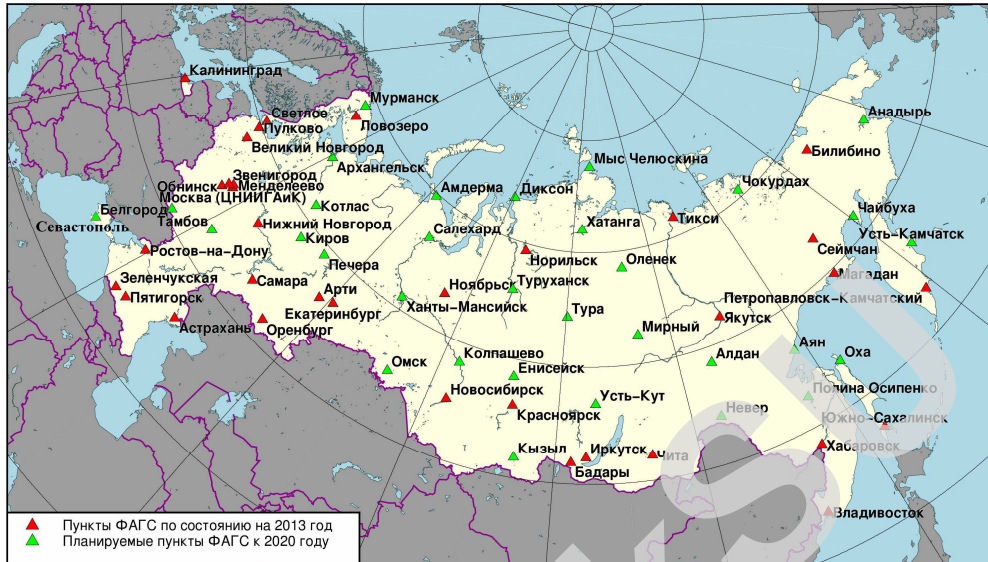 Калининград
Мурманск
Светлое
Пулково
Ловозеро
Великий Новгород
Анадырь
Билибино
Архангельск
Мыс Челюскина
Звенигород
Обнинск
Менделеево
Москва (ЦНИИГАиК)
Амдерма
Диксон
Чокурдах
Белгород
Котлас
Тамбов
Севастополь
Нижний Новгород
Хатанга
Тикси
Чайбуха
Киров
Салехард
Усть-Камчатск
Ростов-на-Дону
Сеймчан
Печера
Норильск
Оленек
Зеленчукская
Самара
Магадан
Пятигорск
Арти
Ноябрьск
Туруханск
Петропавловск-Камчатский
Екатеринбург
Ханты-Мансийск
Тура
Якутск
Астрахань
Оренбург
Мирный
Аян
Оха
Омск
Колпашево
Алдан
Енисейск
Полина Осипенко
Новосибирск
Усть-Кут
Красноярск
Невер
Южно-Сахалинск
Кызыл
Иркутск
Чита
Хабаровск
Бадары
Владивосток
Пункты ФАГС по состоянию на 2013 год
Планируемые пункты ФАГС к 2020 году